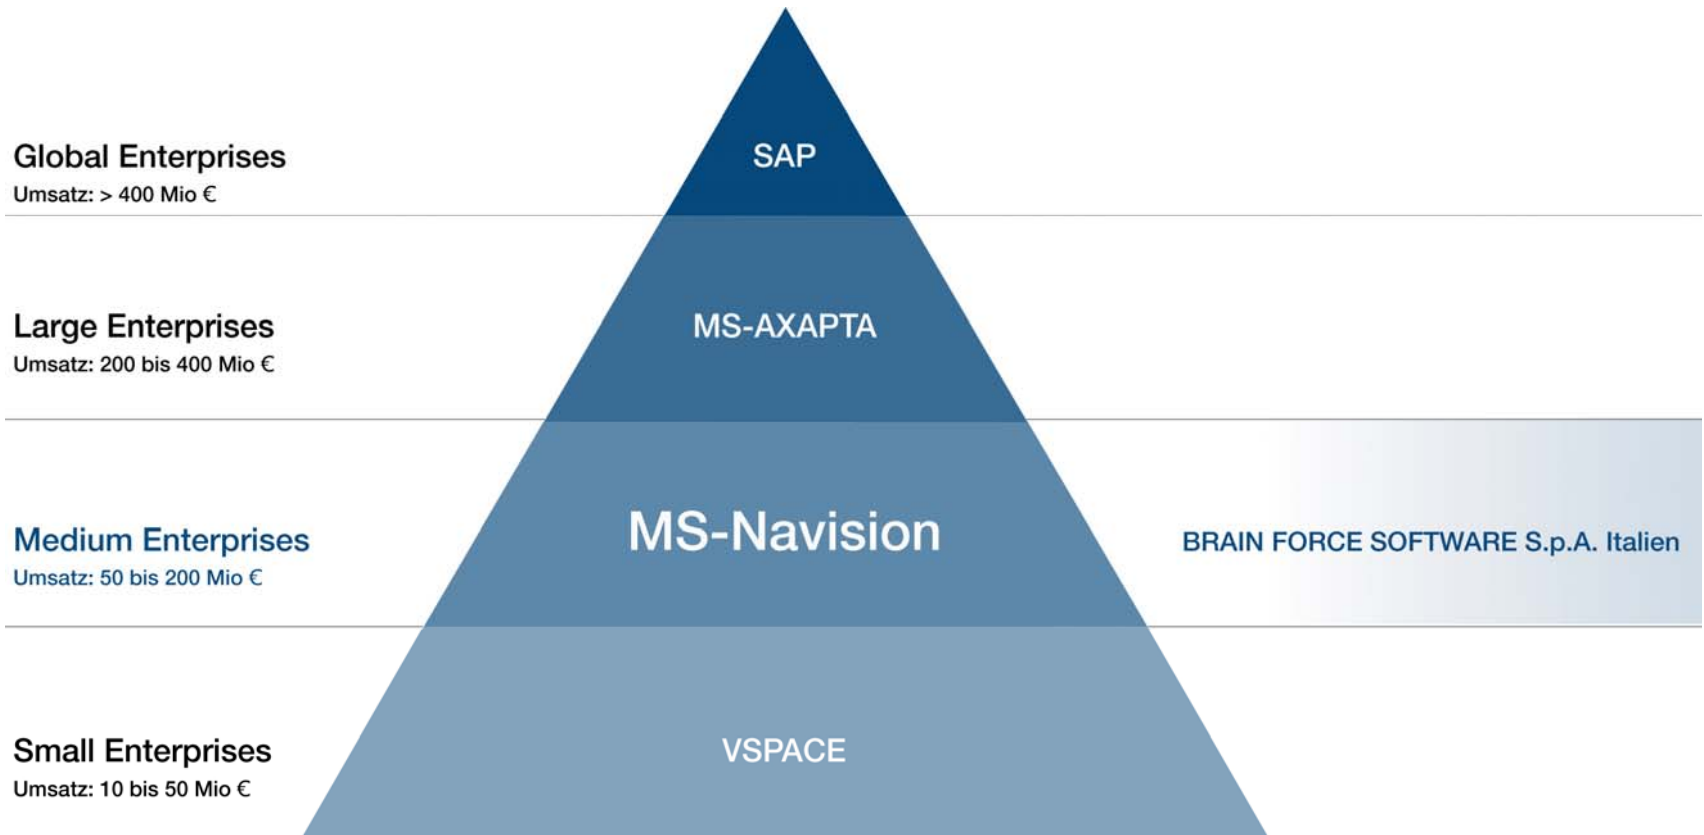 SAP
Global Enterprises
Umsatz: > 400 Mio €
MS-AXAPTA
Large Enterprises
Umsatz: 200 bis 400 Mio €
MS-Navision
Medium Enterprises
Umsatz: 50 bis 200 Mio €
BRAIN FORCE SOFTWARE S.p.A. Italien
Small Enterprises
Umsatz: 10 bis 50 Mio €
VSPACE